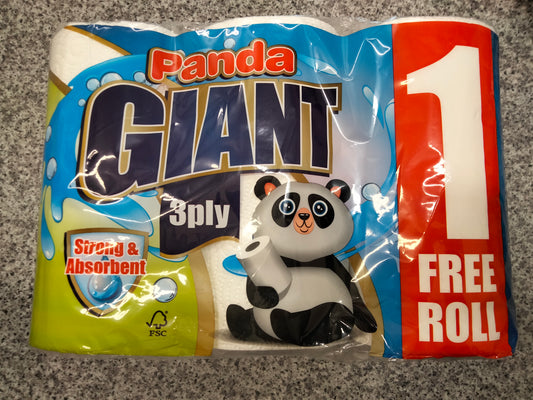 Panda
GIANT
3ply
Strong &
Absorbent
FSC
1
FREE
ROLL